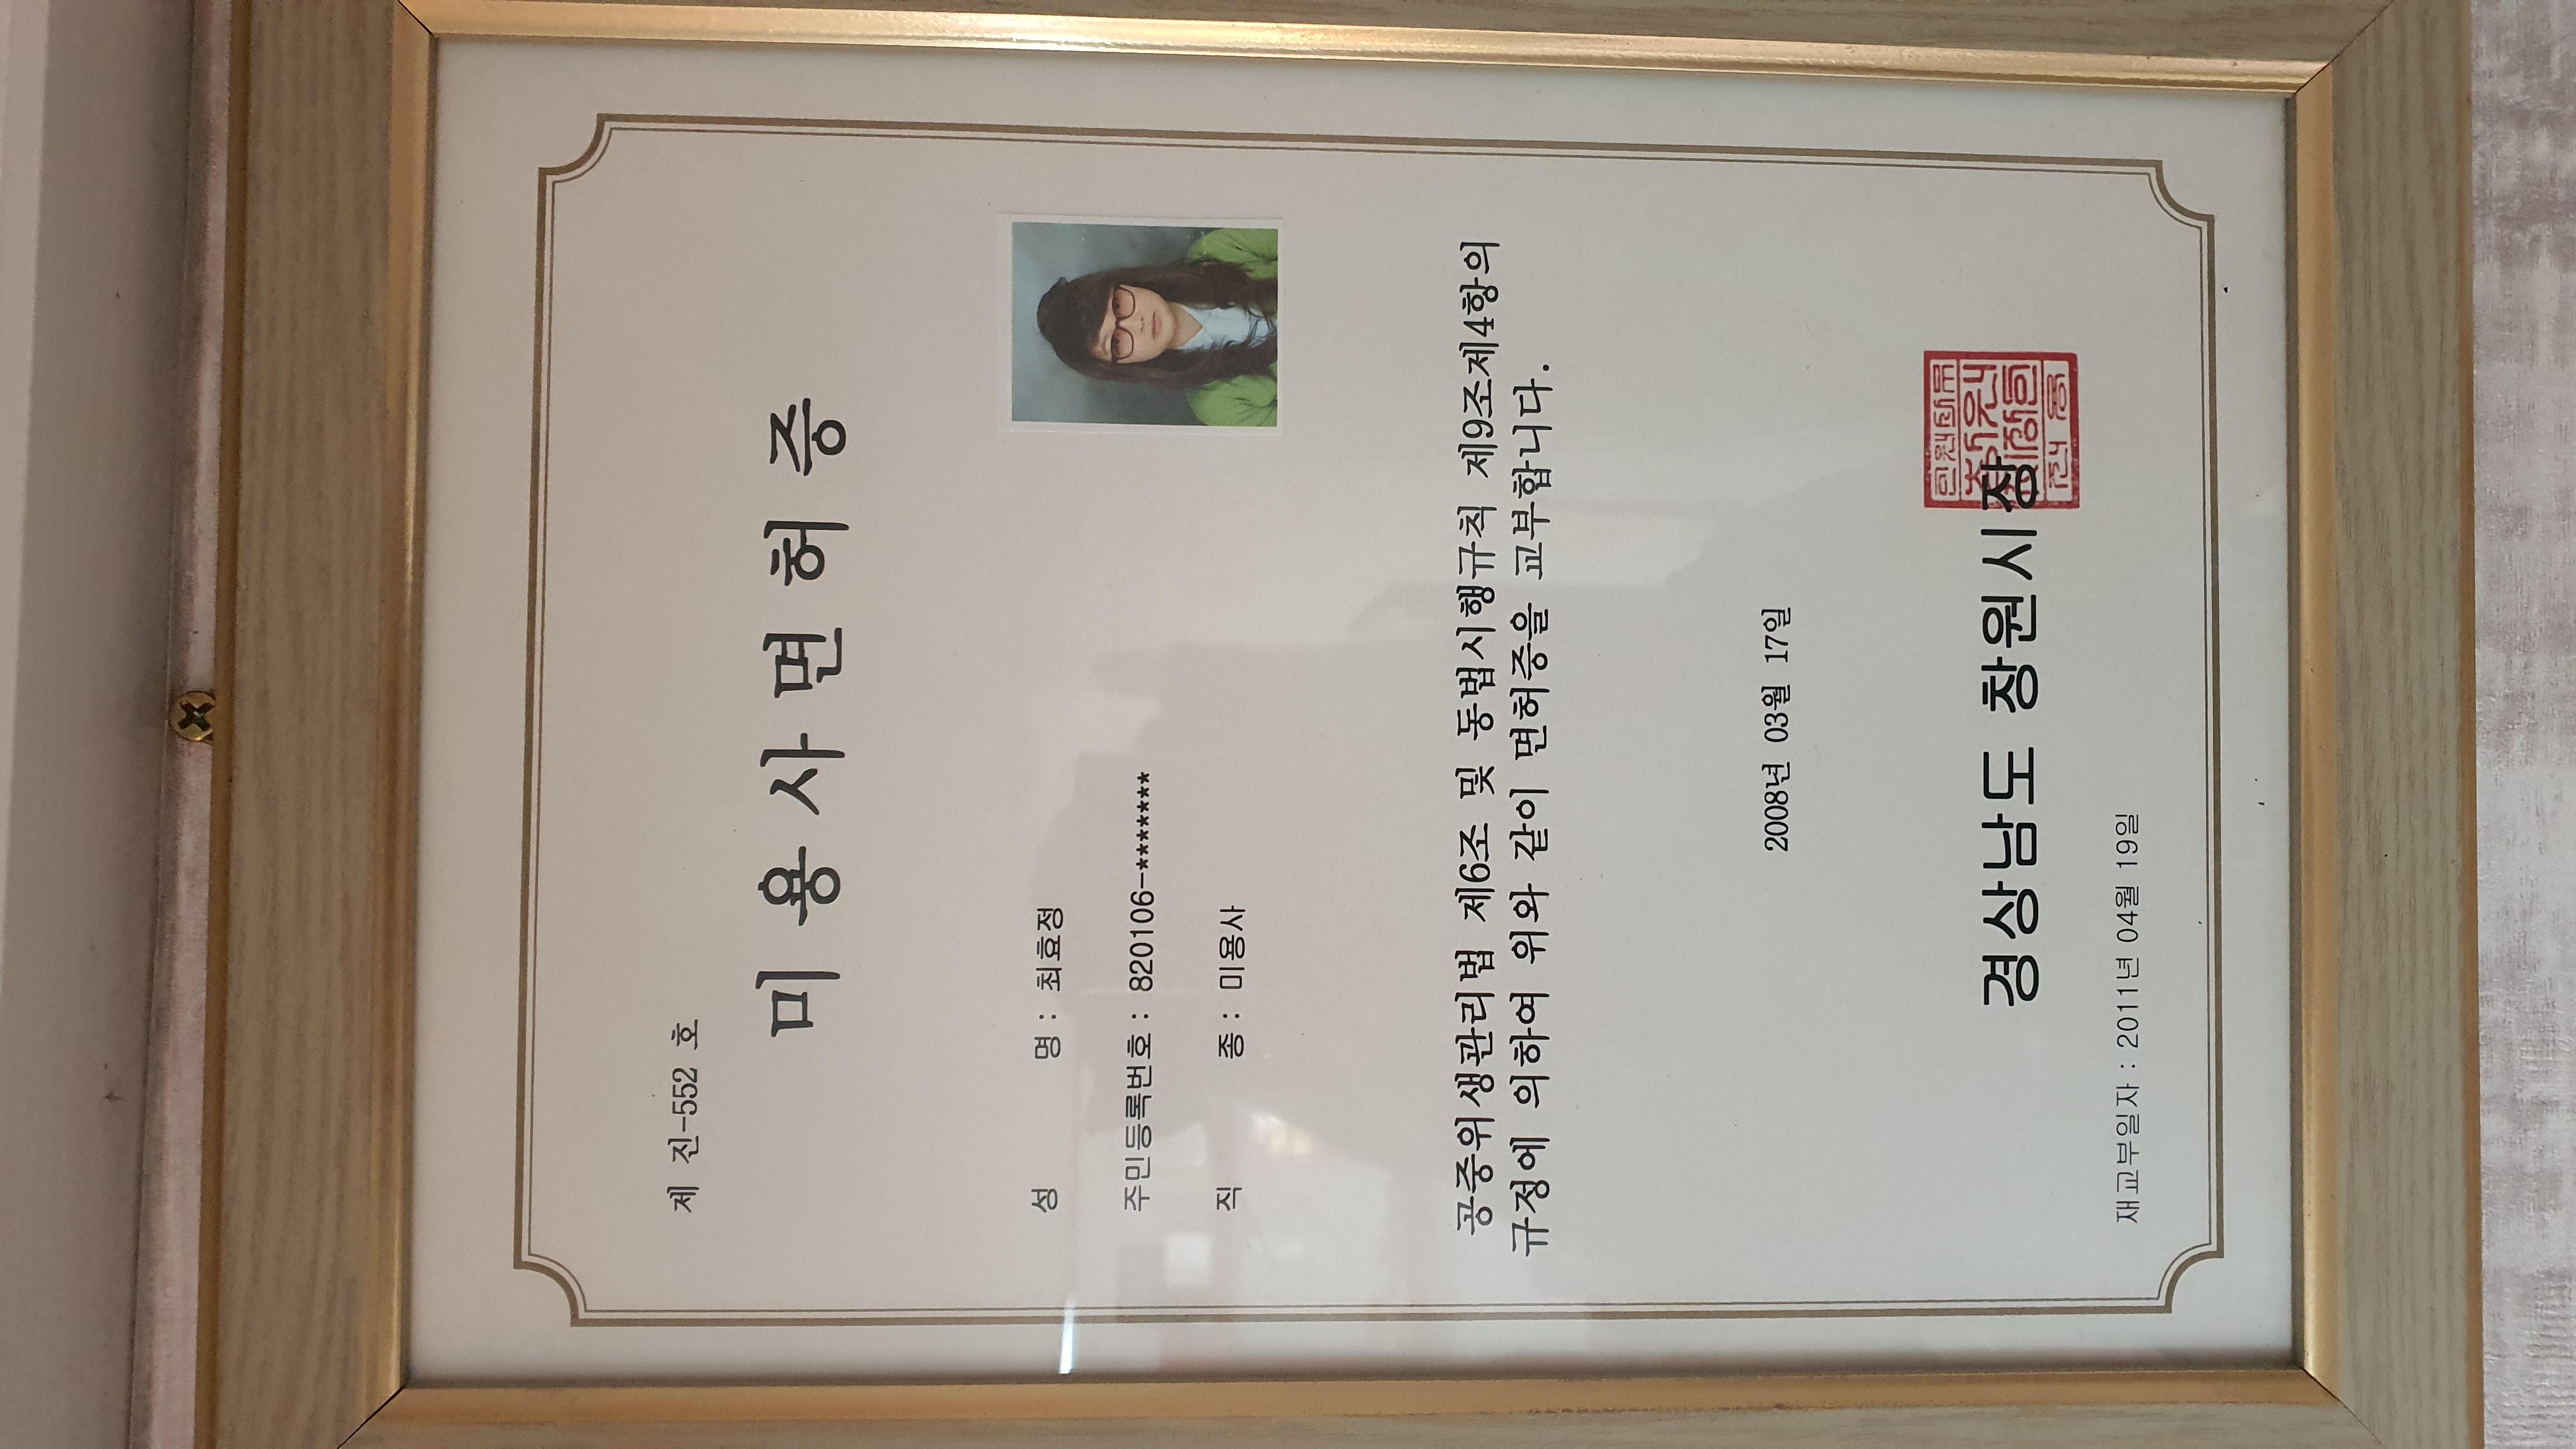 제 진-552 호
미용사면허증
성 명 : 최효정
주민등록번호 : 820106-*******
직 종 : 미용사
공중위생관리법 제6조 및 동법시행규칙 제9조제4항의
규정에 의하여 위와 같이 면허증을 교부합니다.
2008년 03월 17일
경상남도 창원시장
재교부일자 : 2011년 04월 19일